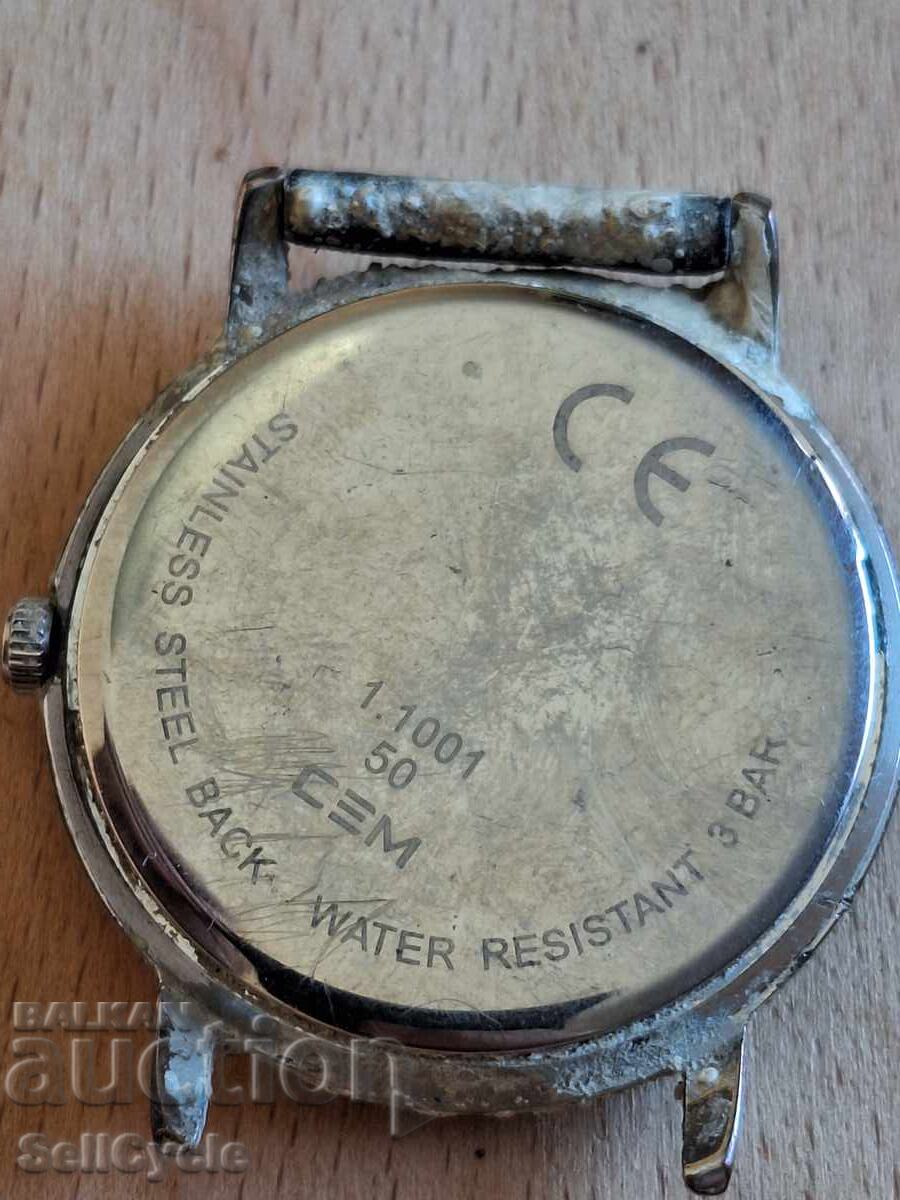 CE
STAINLESS STEEL BACK. WATER RESISTANT 3 BAR
1.1001
50
CEM
BALKAN
auction
SellCycle